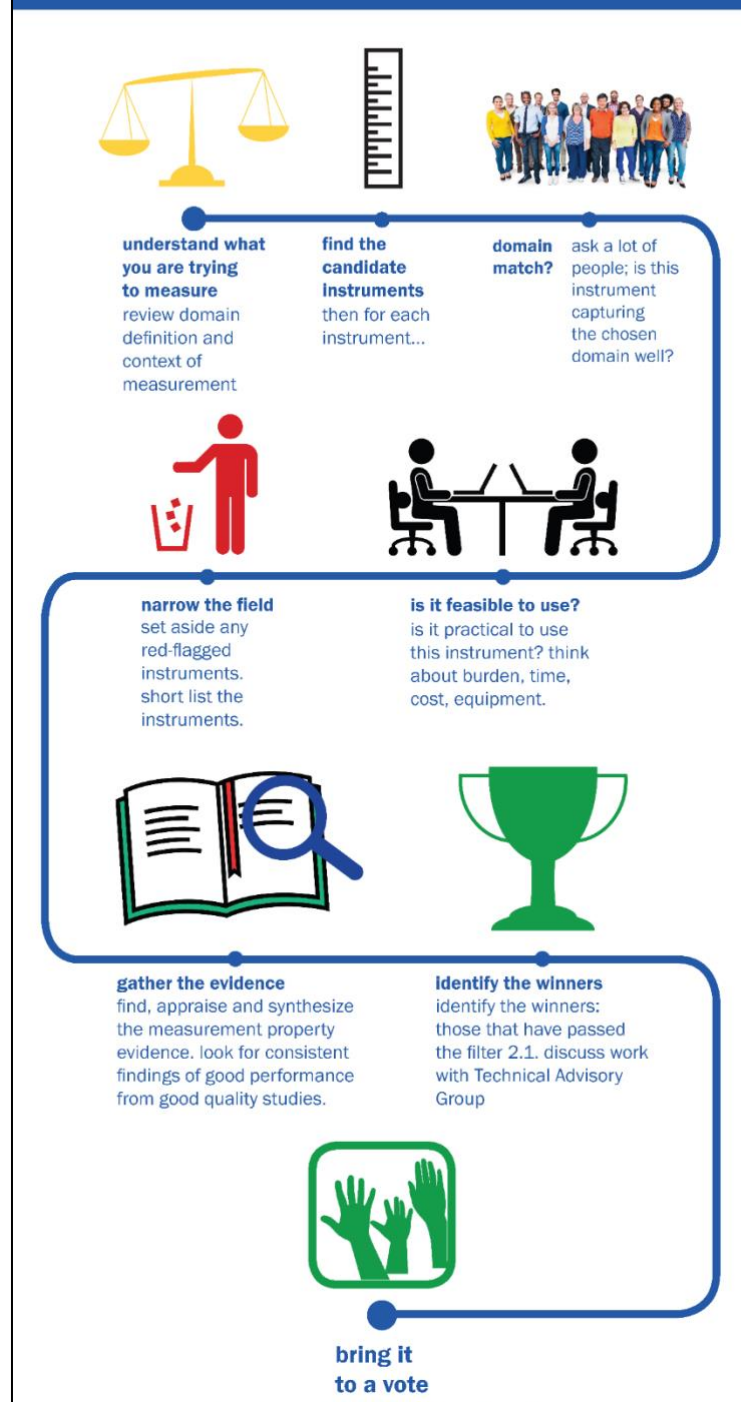 understand what
you are trying
to measure
review domain
definition and
context of
measurement
find the
candidate
instruments
then for each
instrument...
domain
match?
ask a lot of
people; is this
instrument
capturing
the chosen
domain well?
is it feasible to use?
is it practical to use
this instrument? think
about burden, time,
cost, equipment.
narrow the field
set aside any
red-flagged
instruments.
short list the
instruments.
gather the evidence
find, appraise and synthesize
the measurement property
evidence. look for consistent
findings of good performance
from good quality studies.
identify the winners
identify the winners:
those that have passed
the filter 2.1. discuss work
with Technical Advisory
Group
bring it
to a vote